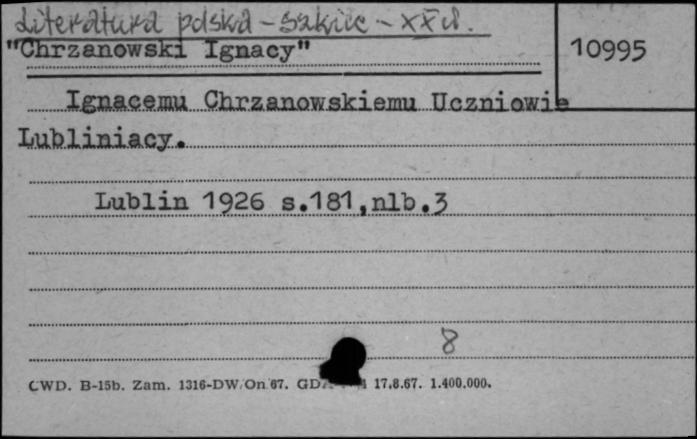 Literatura polska - szkice - XX w.
"Chrzanowski Ignacy"
10995
Ignacemu Chrzanowskiemu Uczniowie
Lubliniacy.
Lublin 1926 s.181,nlb.3
8
CWD. B-15b. Zam. 1316-DW/On/67. 17.8.67. 1.400.000.